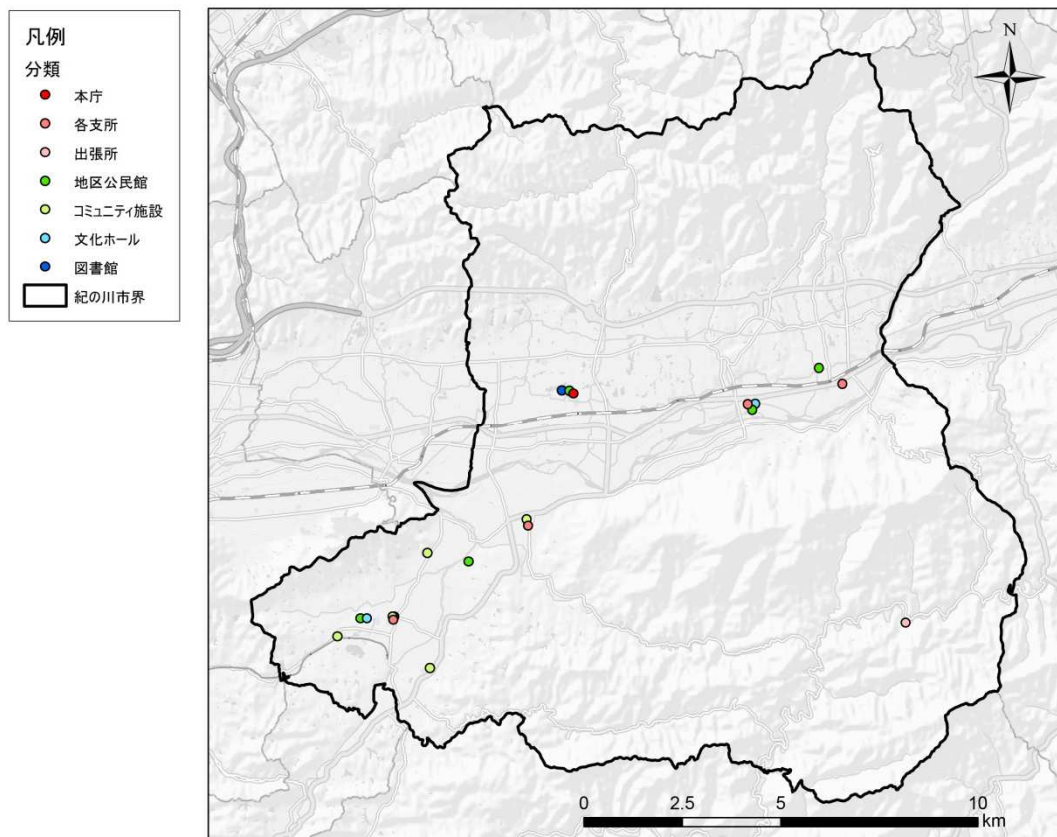 凡例
分類
本庁
各支所
出張所
地区公民館
コミュニティ施設
文化ホール
図書館
紀の川市界
N
0 2.5 5 10
km